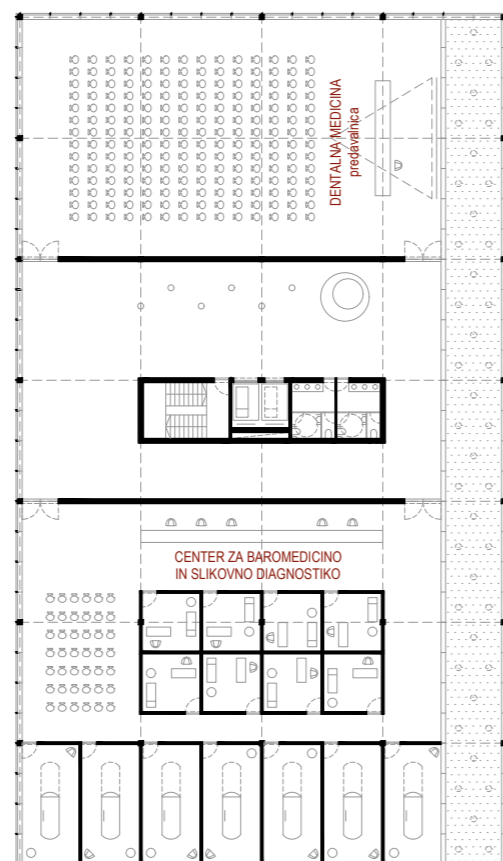 DENTALNA MEDICINA
predavalnica
CENTER ZA BAROMEDICINO
IN SLIKOVNO DIAGNOSTIKO